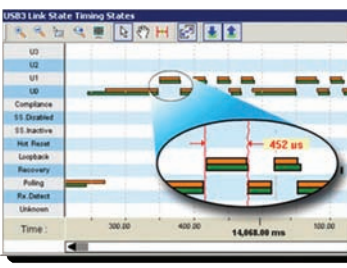 USB3 Link State Timing States
U3
U2
U1
U0
Compliance
SS.Disabled
SS.Inactive
Hot Reset
Loopback
Recovery
Polling
Rx.Detect
Unknown
452 us
Time :
300.00
400.00
14,068.00 ms
100.00